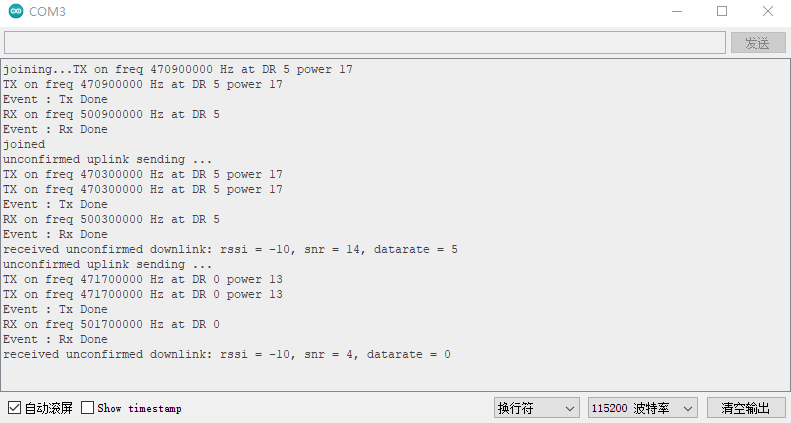 COM3
发送
joining...TX on freq 470900000 Hz at DR 5 power 17
TX on freq 470900000 Hz at DR 5 power 17
Event : Tx Done
RX on freq 500900000 Hz at DR 5
Event : Rx Done
joined
unconfirmed uplink sending ...
TX on freq 470300000 Hz at DR 5 power 17
TX on freq 470300000 Hz at DR 5 power 17
Event : Tx Done
RX on freq 500300000 Hz at DR 5
Event : Rx Done
received unconfirmed downlink: rssi = -10, snr = 14, datarate = 5
unconfirmed uplink sending ...
TX on freq 471700000 Hz at DR 0 power 13
TX on freq 471700000 Hz at DR 0 power 13
Event : Tx Done
RX on freq 501700000 Hz at DR 0
Event : Rx Done
received unconfirmed downlink: rssi = -10, snr = 4, datarate = 0
自动滚屏 Show timestamp 换行符 115200 波特率 清空输出